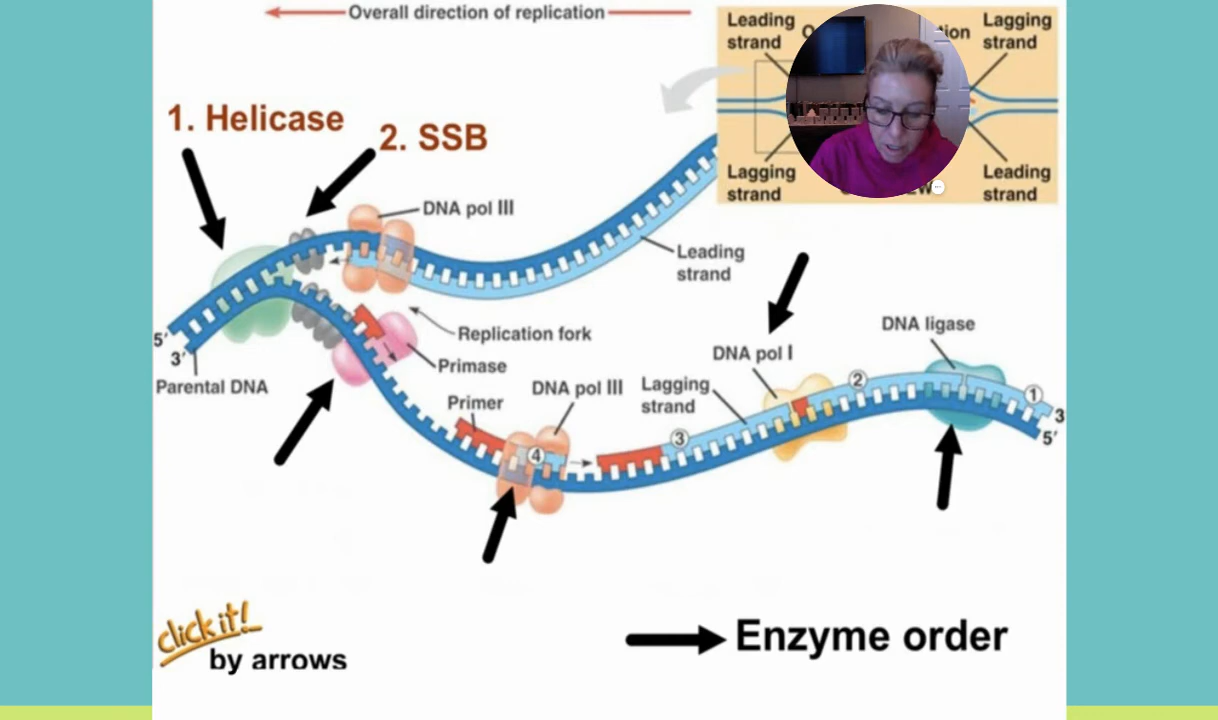 Overall direction of replication
Leading
strand
Lagging
strand
Lagging
strand
Leading
strand
1. Helicase
2. SSB
DNA pol III
Leading
strand
Replication fork
Primase
5′
3′
Parental DNA
DNA pol III
Primer
Lagging
strand
DNA pol I
DNA ligase
1
2
3
4
3
5′
click it!
by arrows
Enzyme order